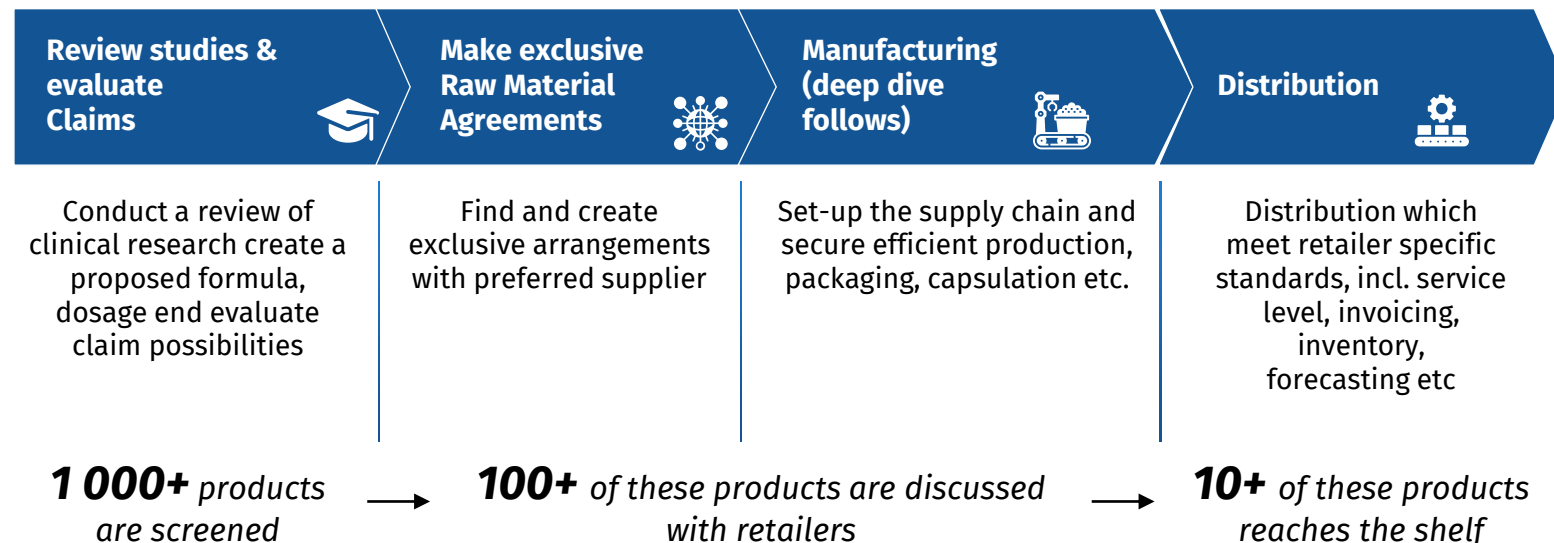 Review studies &
evaluate
Claims
Make exclusive
Raw Material
Agreements
Manufacturing
(deep dive
follows)
Distribution
Conduct a review of
clinical research create a
proposed formula,
dosage end evaluate
claim possibilities
Find and create
exclusive arrangements
with preferred supplier
Set-up the supply chain and
secure efficient production,
packaging, capsulation etc.
Distribution which
meet retailer specific
standards, incl. service
level, invoicing,
inventory,
forecasting etc
1 000+ products
are screened
100+ of these products are discussed
with retailers
10+ of these products
reaches the shelf